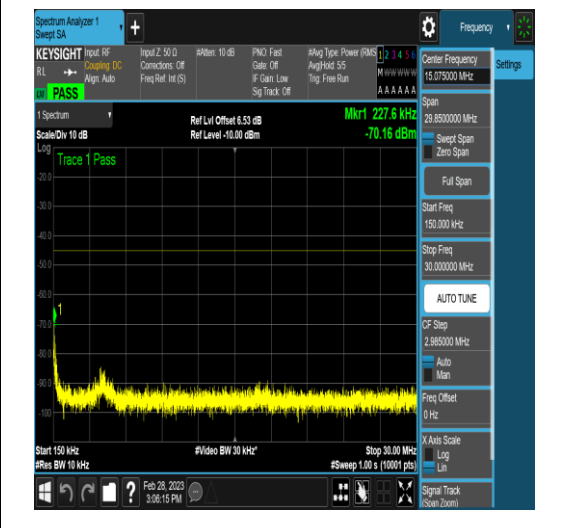 Spectrum Analyzer 1
Swept SA
+
Frequency
KEYSIGHT
RL
Input: RF
Coupling: DC
Align: Auto
Input Z: 50 Ω
Corrections: Off
Freq Ref: Int (S)
#Atten: 10 dB
PNO: Fast
Gate: Off
IF Gain: Low
Sig Track: Off
#Avg Type: Power (RMS
Avg|Hold: 5/5
Trig: Free Run
1 2 3 4 5 6
M W W W W W
A A A A A A
PASS
1 Spectrum
Scale/Div 10 dB
Ref Lvl Offset 6.53 dB
Ref Level -10.00 dBm
Mkr1 227.6 kHz
-70.16 dBm
Log
Trace 1 Pass
-20.0
-30.0
-40.0
-50.0
-60.0
-70.0
-80.0
-90.0
-100
1
Start 150 kHz
#Res BW 10 kHz
#Video BW 30 kHz*
Stop 30.00 MHz
#Sweep 1.00 s (10001 pts)
?
Feb 28, 2023
3:06:15 PM
Settings
Center Frequency
15.075000 MHz
Span
29.8500000 MHz
Swept Span
Zero Span
Full Span
Start Freq
150.000 kHz
Stop Freq
30.000000 MHz
AUTO TUNE
CF Step
2.985000 MHz
Auto
Man
Freq Offset
0 Hz
X Axis Scale
Log
Lin
Signal Track
(Span Zoom)